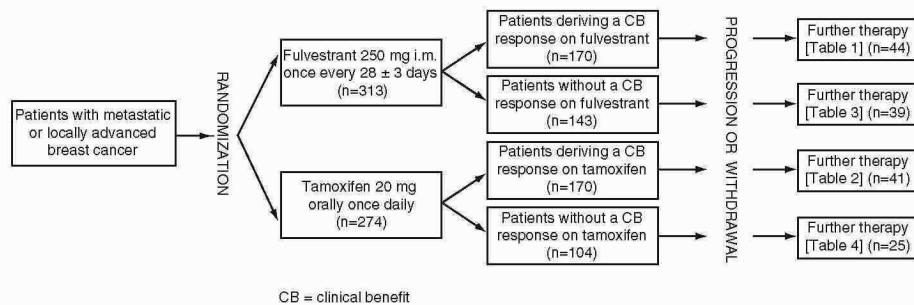 Patients with metastatic
or locally advanced
breast cancer
RANDOMIZATION
Fulvestrant 250 mg i.m.
once every 28 ± 3 days
(n=313)
Tamoxifen 20 mg
orally once daily
(n=274)
Patients deriving a CB
response on fulvestrant
(n=170)
Patients without a CB
response on fulvestrant
(n=143)
Patients deriving a CB
response on tamoxifen
(n=170)
Patients without a CB
response on tamoxifen
(n=104)
PROGRESSION OR WITHDRAWAL
Further therapy
[Table 1] (n=44)
Further therapy
[Table 3] (n=39)
Further therapy
[Table 2] (n=41)
Further therapy
[Table 4] (n=25)
CB = clinical benefit